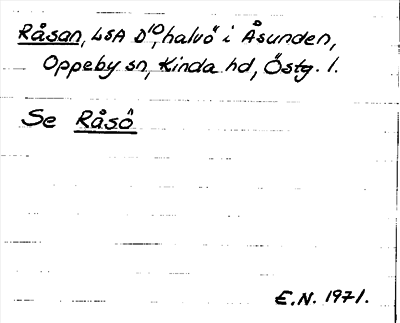 Råsan, LSA D¹⁰, halvö i Åsunden,
Oppeby sn, Kinda hd, Östg. l.
Se Råsö
E.N. 1971.